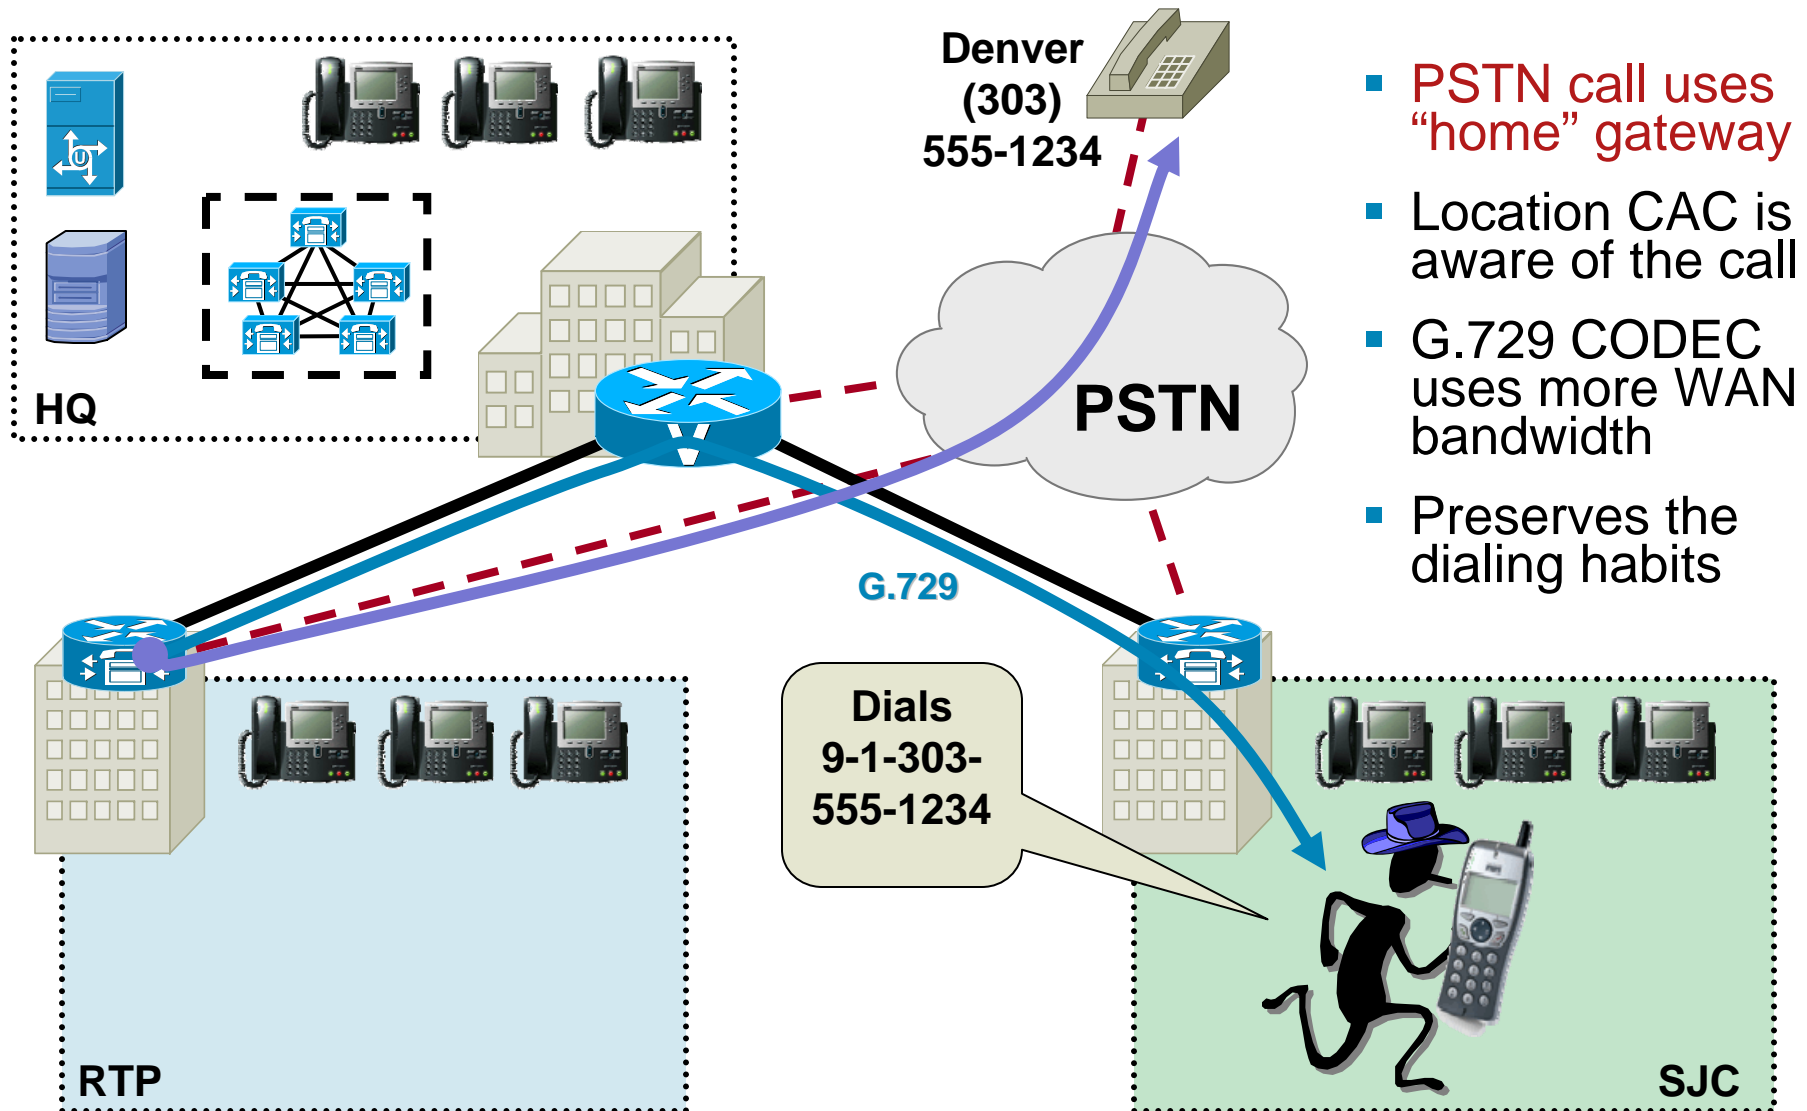 Denver
(303)
555-1234
PSTN call uses
“home” gateway
Location CAC is
aware of the call
G.729 CODEC
uses more WAN
bandwidth
Preserves the
dialing habits
U
HQ
PSTN
V
G.729
Dials
9-1-303-
555-1234
RTP
SJC